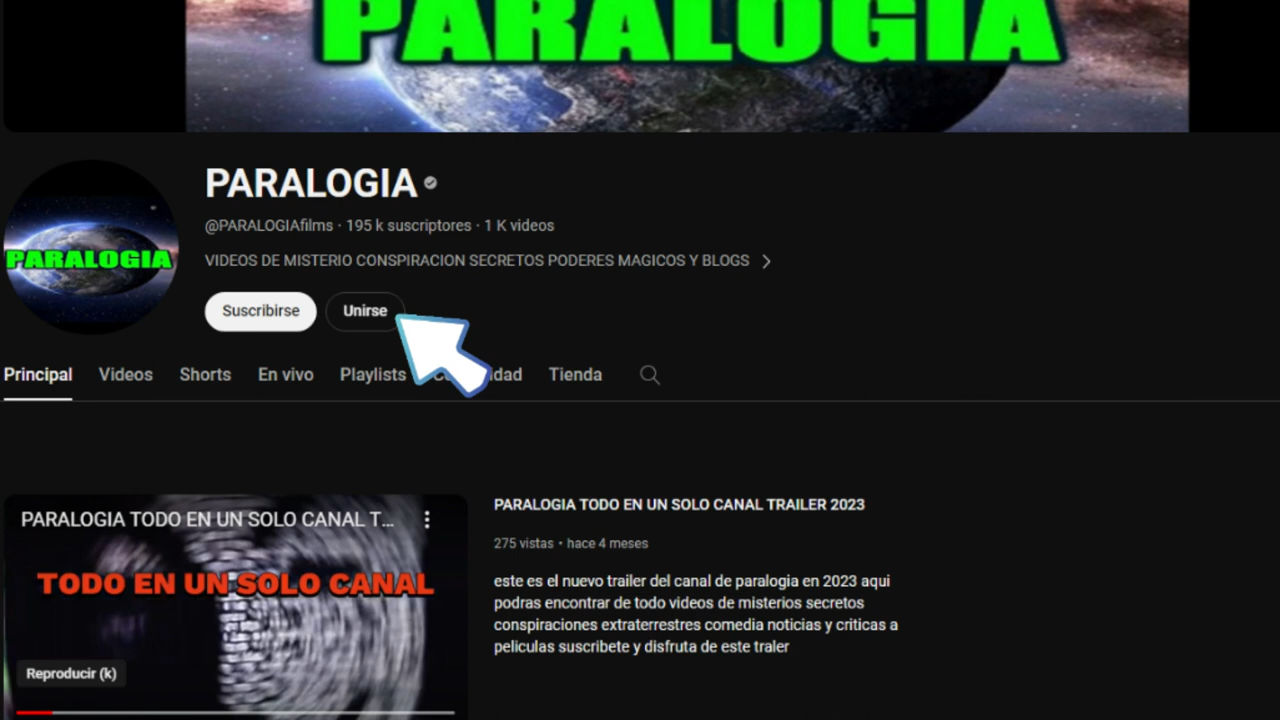 PARALOGIA
PARALOGIA
@PARALOGIAfilms · 195 k suscriptores · 1 K videos
VIDEOS DE MISTERIO CONSPIRACION SECRETOS PODERES MAGICOS Y BLOGS
PARALOGIA
Suscribirse Unirse
Principal Videos Shorts En vivo Playlists Tienda
PARALOGIA TODO EN UN SOLO CANAL T...
TODO EN UN SOLO CANAL
Reproducir (k)
PARALOGIA TODO EN UN SOLO CANAL TRAILER 2023
275 vistas • hace 4 meses
este es el nuevo trailer del canal de paralogia en 2023 aqui
podras encontrar de todo videos de misterios secretos
conspiraciones extraterrestres comedia noticias y criticas a
peliculas suscribete y disfruta de este traler